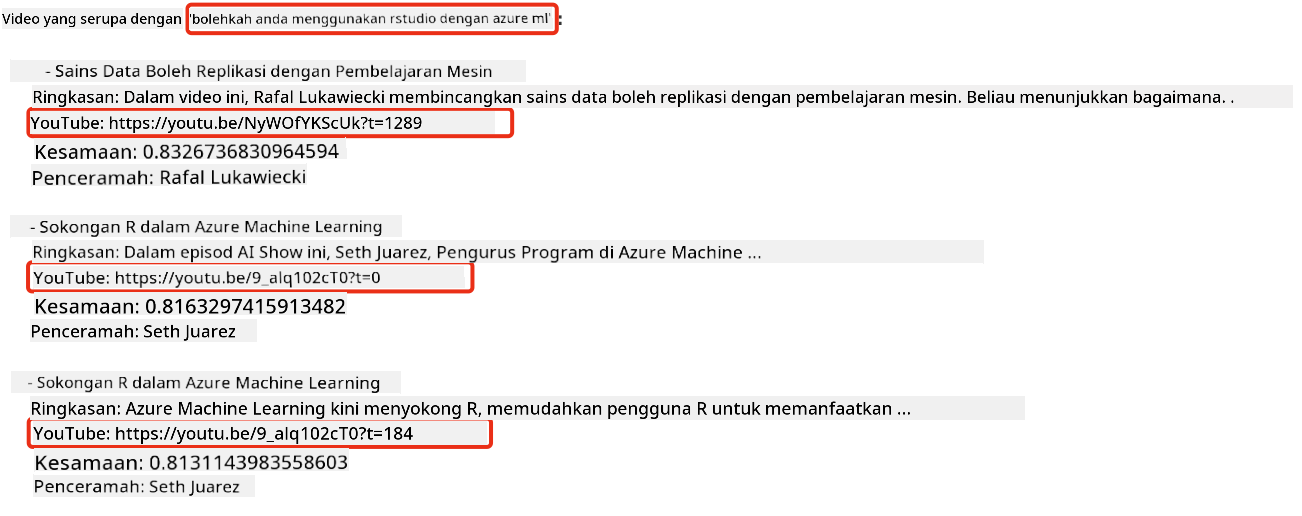 Video yang serupa dengan 'bolehkah anda menggunakan rstudio dengan azure ml' :
- Sains Data Boleh Replikasi dengan Pembelajaran Mesin
Ringkasan: Dalam video ini, Rafal Lukawiecki membincangkan sains data boleh replikasi dengan pembelajaran mesin. Beliau menunjukkan bagaimana. .
YouTube: https://youtu.be/NyWOfYKScUk?t=1289
Kesamaan: 0.8326736830964594
Penceramah: Rafal Lukawiecki
- Sokongan R dalam Azure Machine Learning
Ringkasan: Dalam episod AI Show ini, Seth Juarez, Pengurus Program di Azure Machine ...
YouTube: https://youtu.be/9_alq102cT0?t=0
Kesamaan: 0.8163297415913482
Penceramah: Seth Juarez
- Sokongan R dalam Azure Machine Learning
Ringkasan: Azure Machine Learning kini menyokong R, memudahkan pengguna R untuk memanfaatkan ...
YouTube: https://youtu.be/9_alq102cT0?t=184
Kesamaan: 0.8131143983558603
Penceramah: Seth Juarez